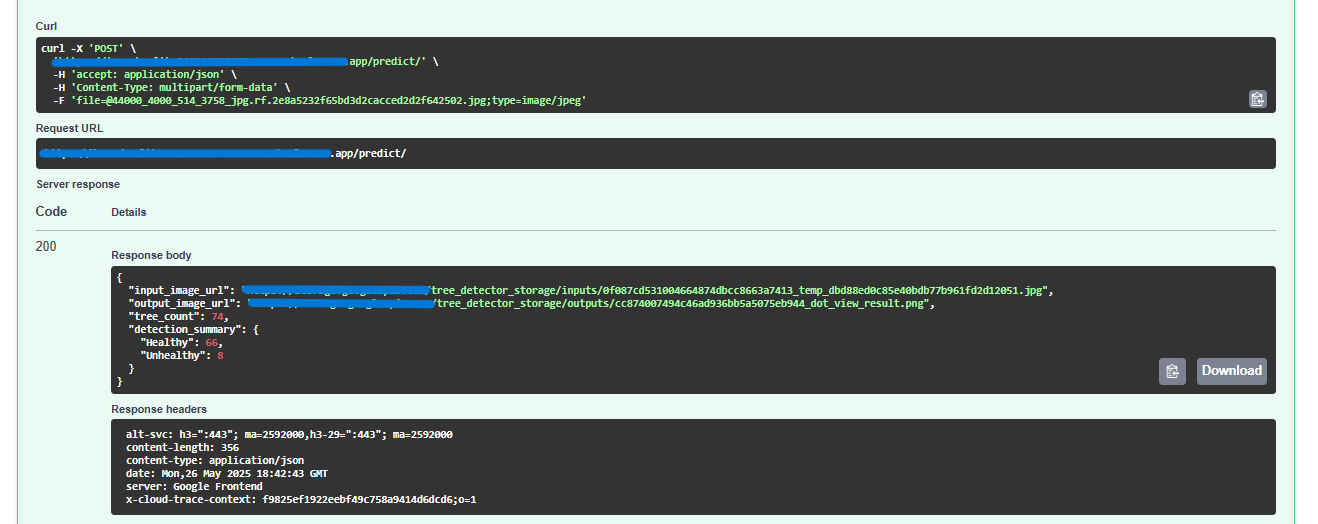 Curl
curl -X 'POST' \
.app/predict/' \
-H 'accept: application/json' \
-H 'Content-Type: multipart/form-data' \
-F 'file=@44000_4000_514_3758_jpg.rf.2e8a5232f65bd3d2cacced2d2f642502.jpg;type=image/jpeg'
Request URL
.app/predict/
Server response
Code Details
200
Response body
{
"input_image_url": "/tree_detector_storage/inputs/0f087cd531004664874dbcc8663a7413_temp_dbd88ed0c85e40bdb77b961fd2d12051.jpg",
"output_image_url": "/tree_detector_storage/outputs/cc874007494c46ad936bb5a5075eb944_dot_view_result.png",
"tree_count": 74,
"detection_summary": {
"Healthy": 66,
"Unhealthy": 8
}
}
Download
Response headers
alt-svc: h3=":443"; ma=2592000,h3-29=":443"; ma=2592000
content-length: 356
content-type: application/json
date: Mon,26 May 2025 18:42:43 GMT
server: Google Frontend
x-cloud-trace-context: f9825ef1922eebf49c758a9414d6dcd6;o=1